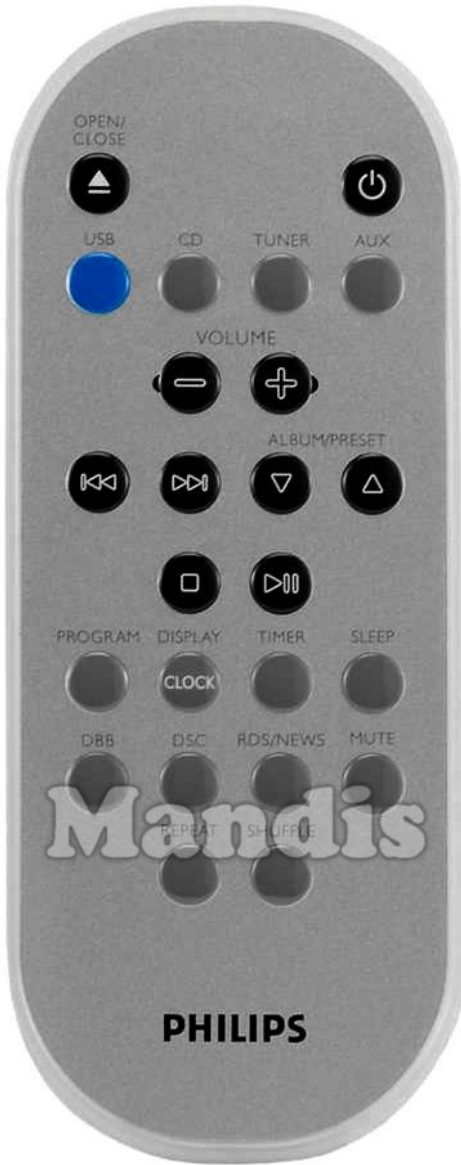 OPEN/
CLOSE
USB CD TUNER AUX
VOLUME
ALBUM/PRESET
PROGRAM DISPLAY TIMER SLEEP
CLOCK
DBB DSC RDS/NEWS MUTE
Mandis
REPEAT SHUFFLE
PHILIPS